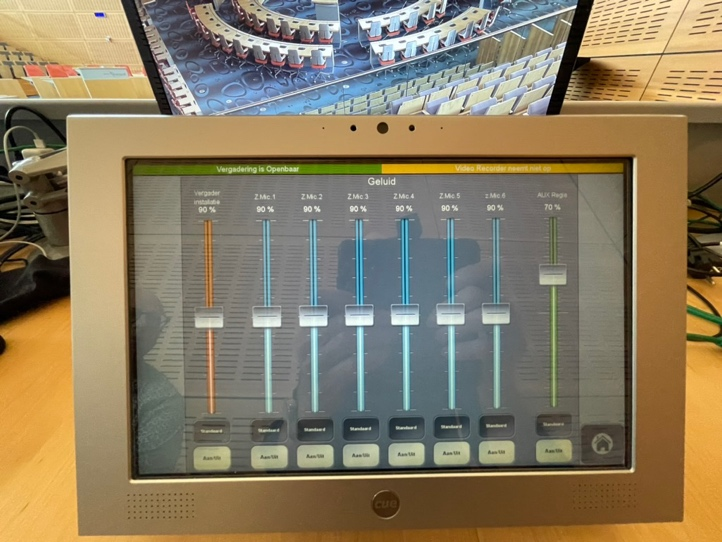 Vergadering is Openbaar
Video Recorder neemt niet op
Geluid
Vergader
installatie
90 %
Z.Mic.1
90 %
Z.Mic.2
90 %
Z.Mic.3
90 %
Z.Mic.4
90 %
Z.Mic.5
90 %
z.Mic.6
90 %
AUX Regie
70 %
Standaard
Standaard
Standaard
Standaard
Standaard
Standaard
Standaard
Standaard
Aan/Uit
Aan/Uit
Aan/Uit
Aan/Uit
Aan/Uit
Aan/Uit
Aan/Uit
Aan/Uit
cue